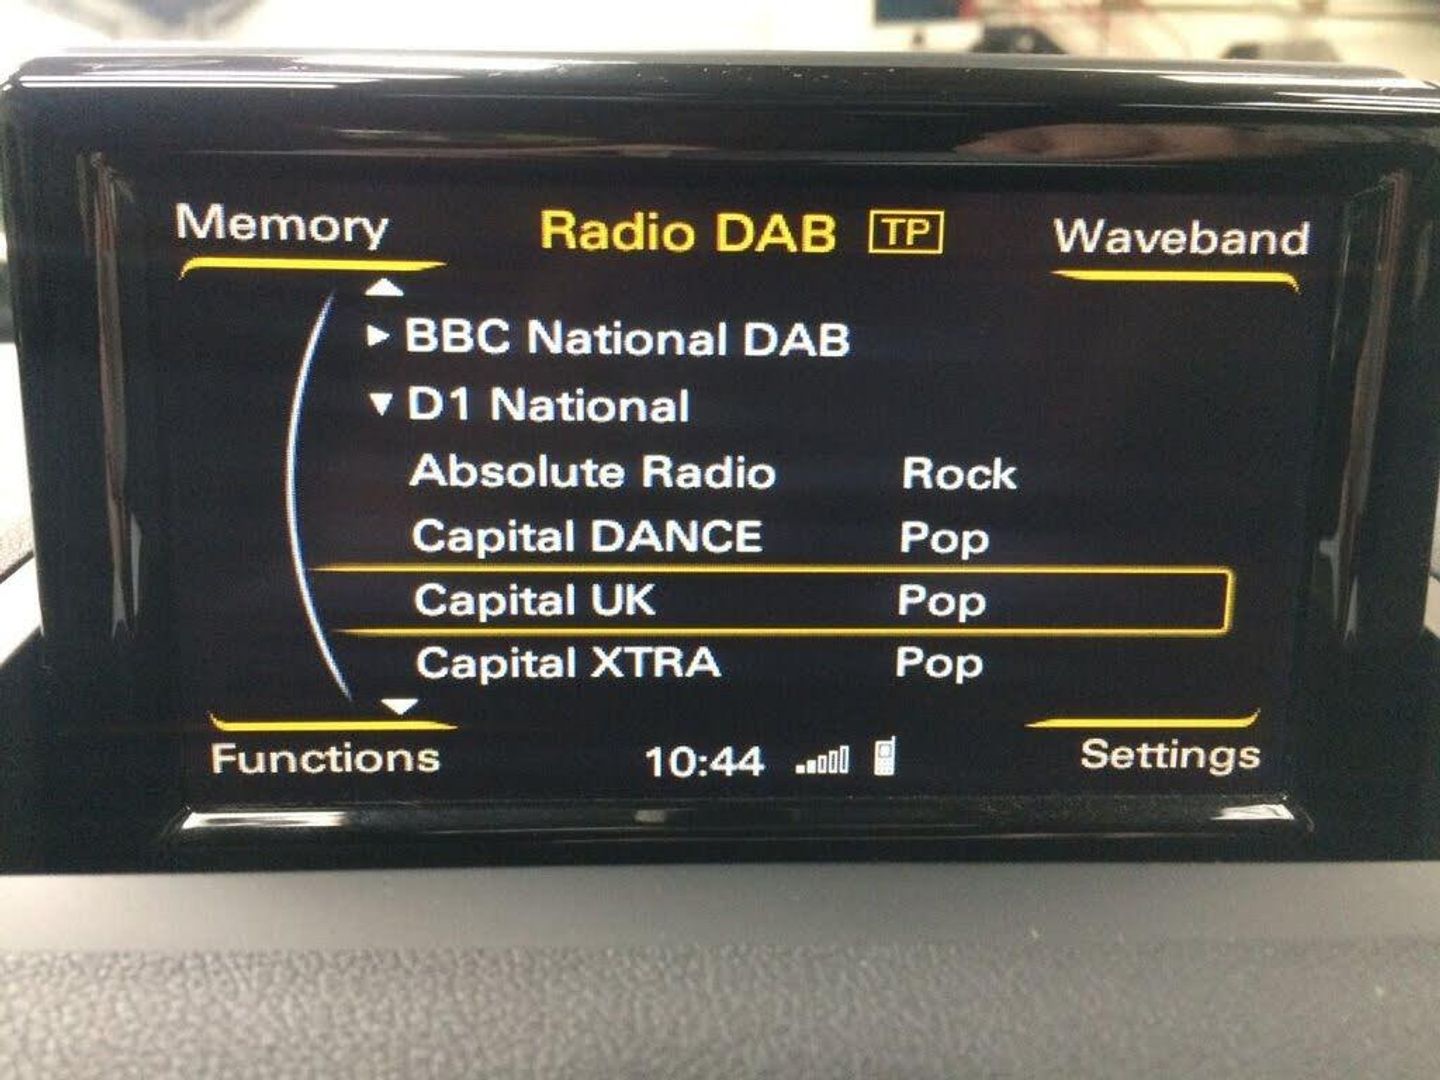 Memory Radio DAB TP Waveband
BBC National DAB
D1 National
Absolute Radio Rock
Capital DANCE Pop
Capital UK Pop
Capital XTRA Pop
Functions 10:44 Settings